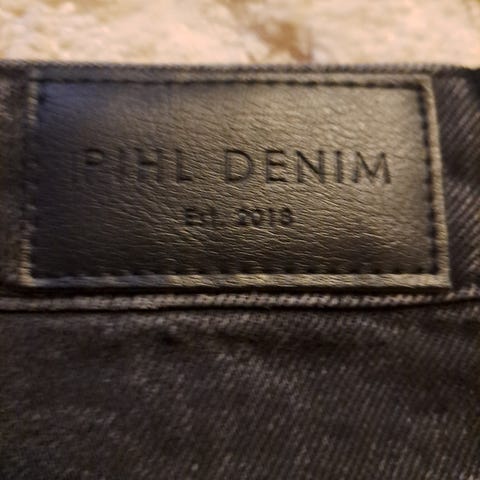 PIHL DENIM
Est. 2018